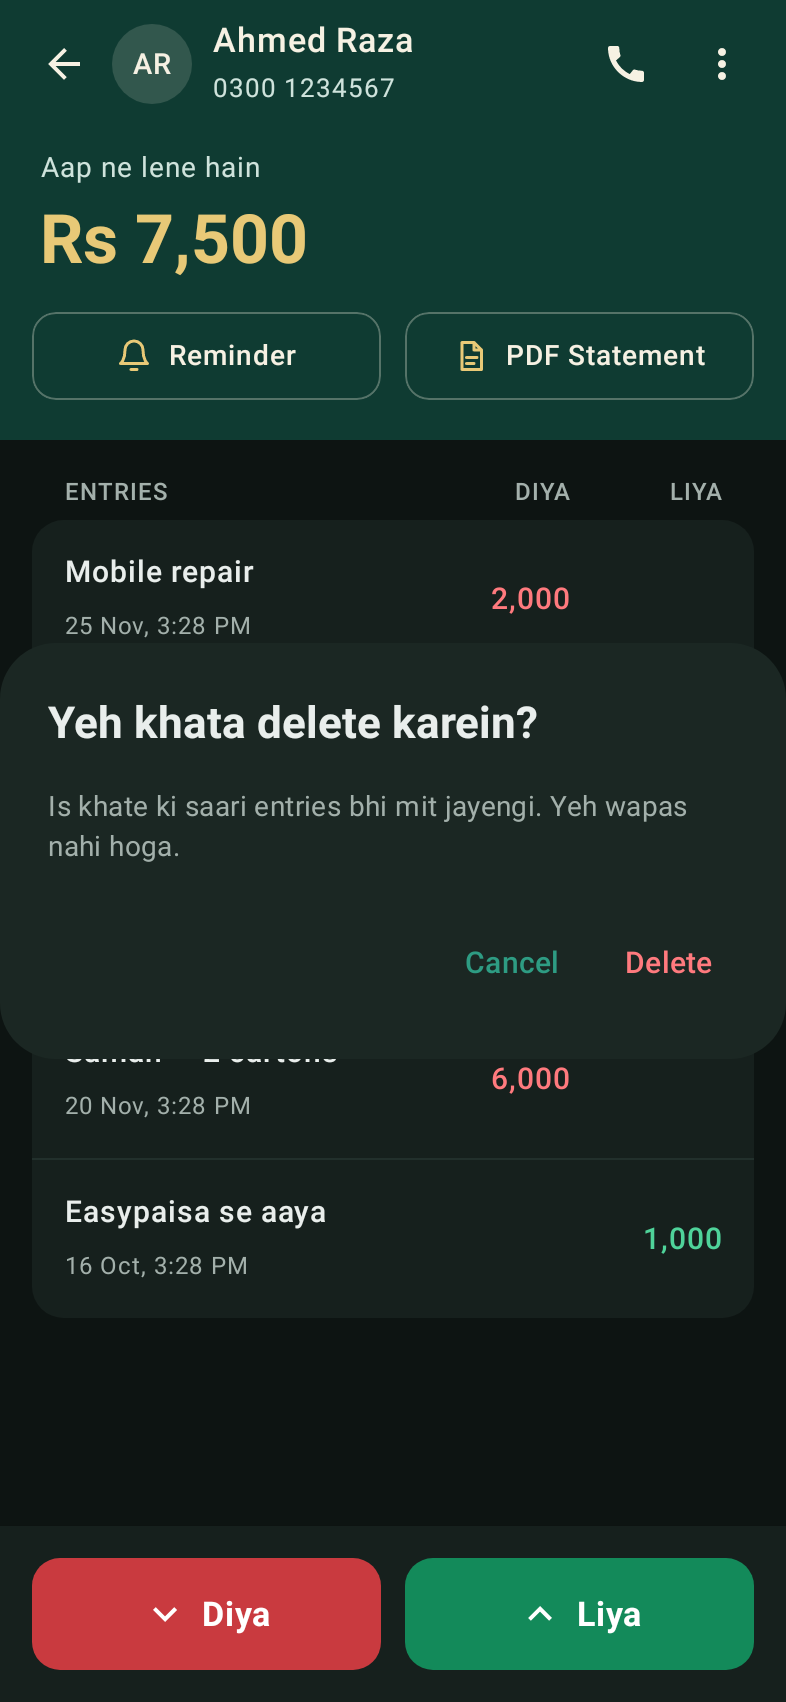 Ahmed Raza
AR
0300 1234567
Aap ne lene hain
Rs 7,500
Reminder
PDF Statement
ENTRIES DIYA LIYA
Mobile repair
2,000
25 Nov, 3:28 PM
Yeh khata delete karein?
Is khate ki saari entries bhi mit jayengi. Yeh wapas
nahi hoga.
Cancel Delete
6,000
20 Nov, 3:28 PM
Easypaisa se aaya
1,000
16 Oct, 3:28 PM
Diya
Liya